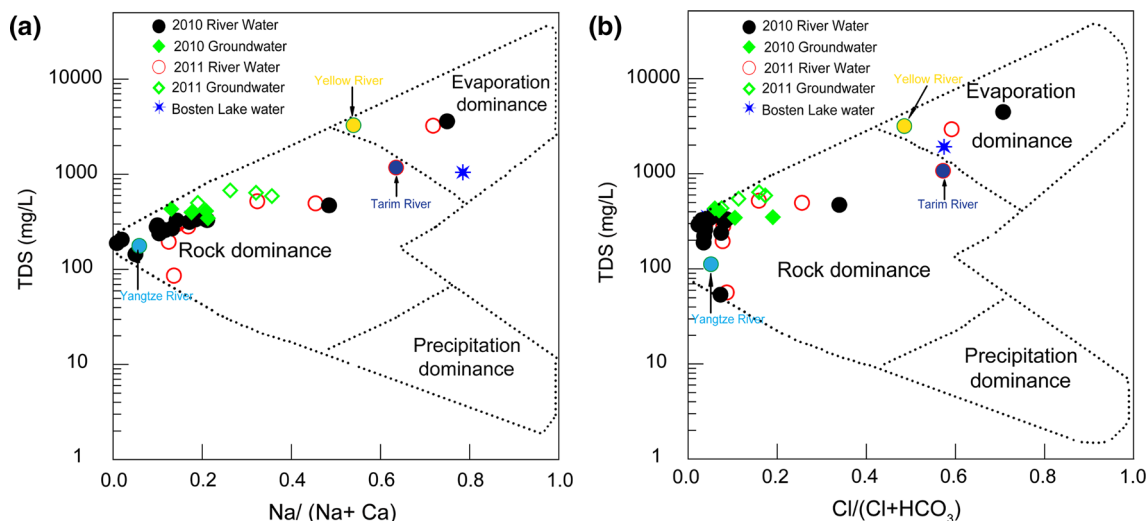 (a)
2010 River Water
2010 Groundwater
2011 River Water
2011 Groundwater
Bosten Lake water
Yellow River
Evaporation
dominance
Tarim River
Rock dominance
Yangtze River
Precipitation
dominance
10000
1000
100
10
1
TDS (mg/L)
0.0
0.2
0.4
0.6
0.8
1.0
Na/ (Na+ Ca)
(b)
2010 River Water
2010 Groundwater
2011 River Water
2011 Groundwater
Bosten Lake water
Yellow River
Evaporation
dominance
Tarim River
Rock dominance
Yangtze River
Precipitation
dominance
10000
1000
100
10
1
TDS (mg/L)
0.0
0.2
0.4
0.6
0.8
1.0
Cl/(Cl+HCO₃)